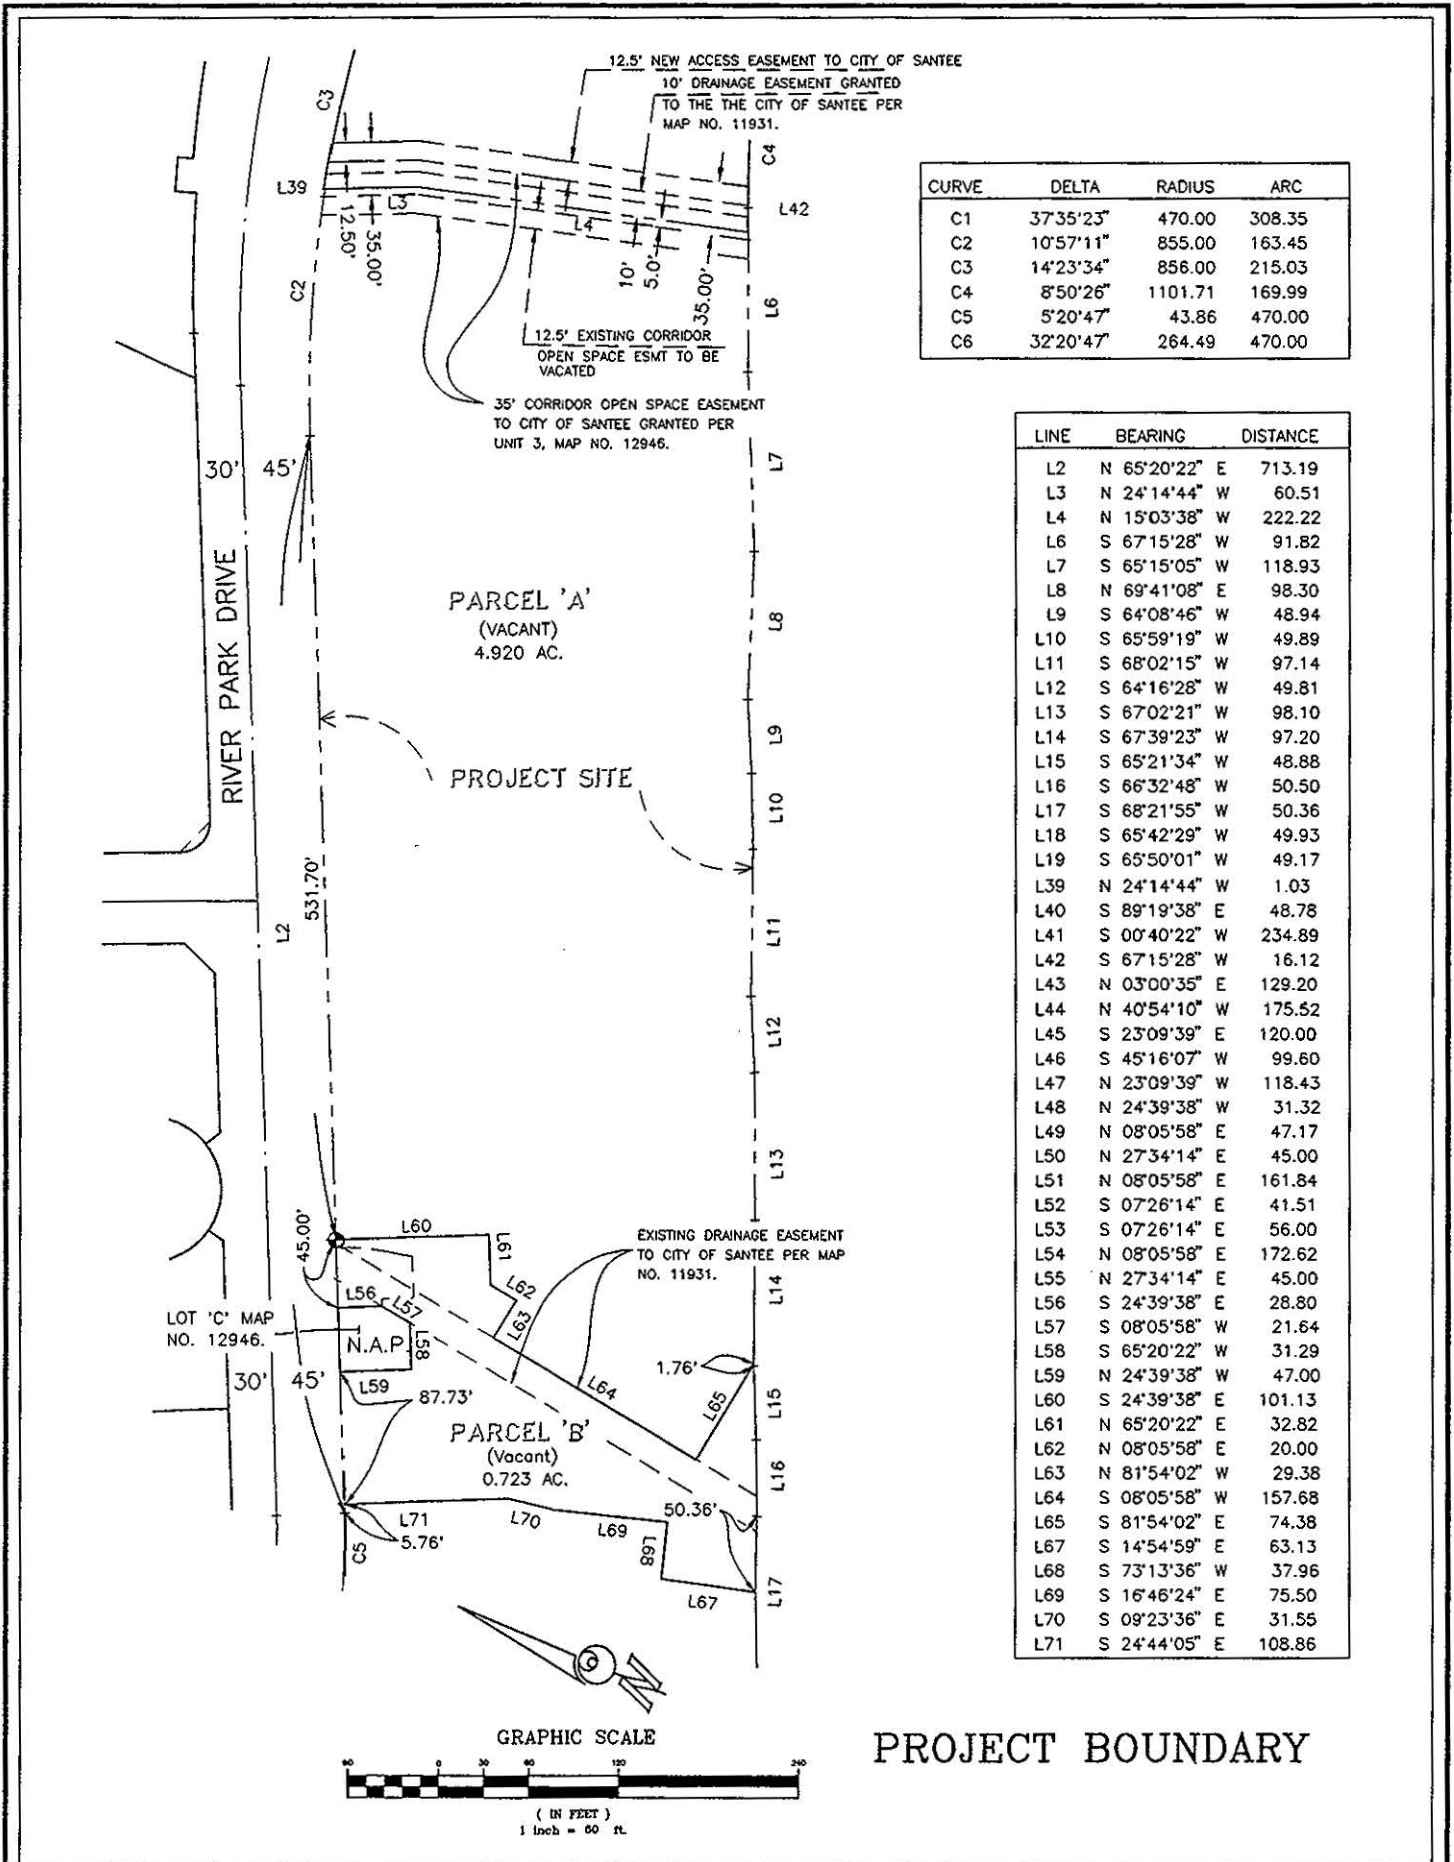 12.5' NEW ACCESS EASEMENT TO CITY OF SANTEE
10' DRAINAGE EASEMENT GRANTED
TO THE THE CITY OF SANTEE PER
MAP NO. 11931.
C3
C4
L39
L3
L4
L42
12.50'
35.00'
10'
5.0'
35.00'
C2
L6
12.5' EXISTING CORRIDOR
OPEN SPACE ESMT TO BE
VACATED
35' CORRIDOR OPEN SPACE EASEMENT
TO CITY OF SANTEE GRANTED PER
UNIT 3, MAP NO. 12946.
30' 45'
L7
RIVER PARK DRIVE
PARCEL 'A'
(VACANT)
4.920 AC.
L8
L9
PROJECT SITE
L10
531.70'
L2
L11
L12
L13
45.00'
L60
L61
L62
L63
EXISTING DRAINAGE EASEMENT
TO CITY OF SANTEE PER MAP
NO. 11931.
L14
L56
L57
LOT 'C' MAP
NO. 12946.
N.A.P.
L58
L59
30' 45'
87.73'
1.76'
L64
L65
L15
PARCEL 'B'
(Vacant)
0.723 AC.
L16
50.36'
L71
L70
L69
L68
L67
5.76'
C5
L17
N
GRAPHIC SCALE
60 0 30 60 120 240
( IN FEET )
1 inch = 60 ft.
CURVE DELTA RADIUS ARC
C1 37°35'23" 470.00 308.35
C2 10°57'11" 855.00 163.45
C3 14°23'34" 856.00 215.03
C4 8°50'26" 1101.71 169.99
C5 5°20'47" 43.86 470.00
C6 32°20'47" 264.49 470.00
LINE BEARING DISTANCE
L2 N 65°20'22" E 713.19
L3 N 24°14'44" W 60.51
L4 N 15°03'38" W 222.22
L6 S 67°15'28" W 91.82
L7 S 65°15'05" W 118.93
L8 N 69°41'08" E 98.30
L9 S 64°08'46" W 48.94
L10 S 65°59'19" W 49.89
L11 S 68°02'15" W 97.14
L12 S 64°16'28" W 49.81
L13 S 67°02'21" W 98.10
L14 S 67°39'23" W 97.20
L15 S 65°21'34" W 48.88
L16 S 66°32'48" W 50.50
L17 S 68°21'55" W 50.36
L18 S 65°42'29" W 49.93
L19 S 65°50'01" W 49.17
L39 N 24°14'44" W 1.03
L40 S 89°19'38" E 48.78
L41 S 00°40'22" W 234.89
L42 S 67°15'28" W 16.12
L43 N 03°00'35" E 129.20
L44 N 40°54'10" W 175.52
L45 S 23°09'39" E 120.00
L46 S 45°16'07" W 99.60
L47 N 23°09'39" W 118.43
L48 N 24°39'38" W 31.32
L49 N 08°05'58" E 47.17
L50 N 27°34'14" E 45.00
L51 N 08°05'58" E 161.84
L52 S 07°26'14" E 41.51
L53 S 07°26'14" E 56.00
L54 N 08°05'58" E 172.62
L55 N 27°34'14" E 45.00
L56 S 24°39'38" E 28.80
L57 S 08°05'58" W 21.64
L58 S 65°20'22" W 31.29
L59 N 24°39'38" W 47.00
L60 S 24°39'38" E 101.13
L61 N 65°20'22" E 32.82
L62 N 08°05'58" E 20.00
L63 N 81°54'02" W 29.38
L64 S 08°05'58" W 157.68
L65 S 81°54'02" E 74.38
L67 S 14°54'59" E 63.13
L68 S 73°13'36" W 37.96
L69 S 16°46'24" E 75.50
L70 S 09°23'36" E 31.55
L71 S 24°44'05" E 108.86
PROJECT BOUNDARY